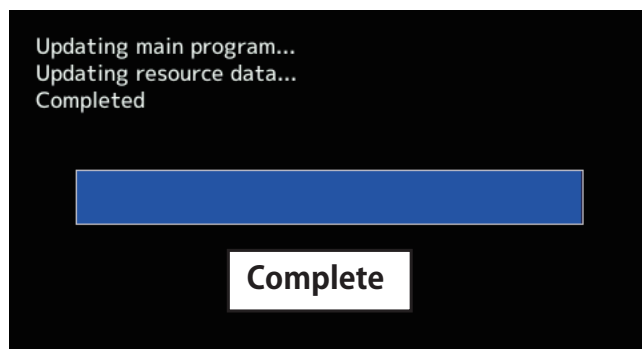 Updating main program...
Updating resource data...
Completed
Complete